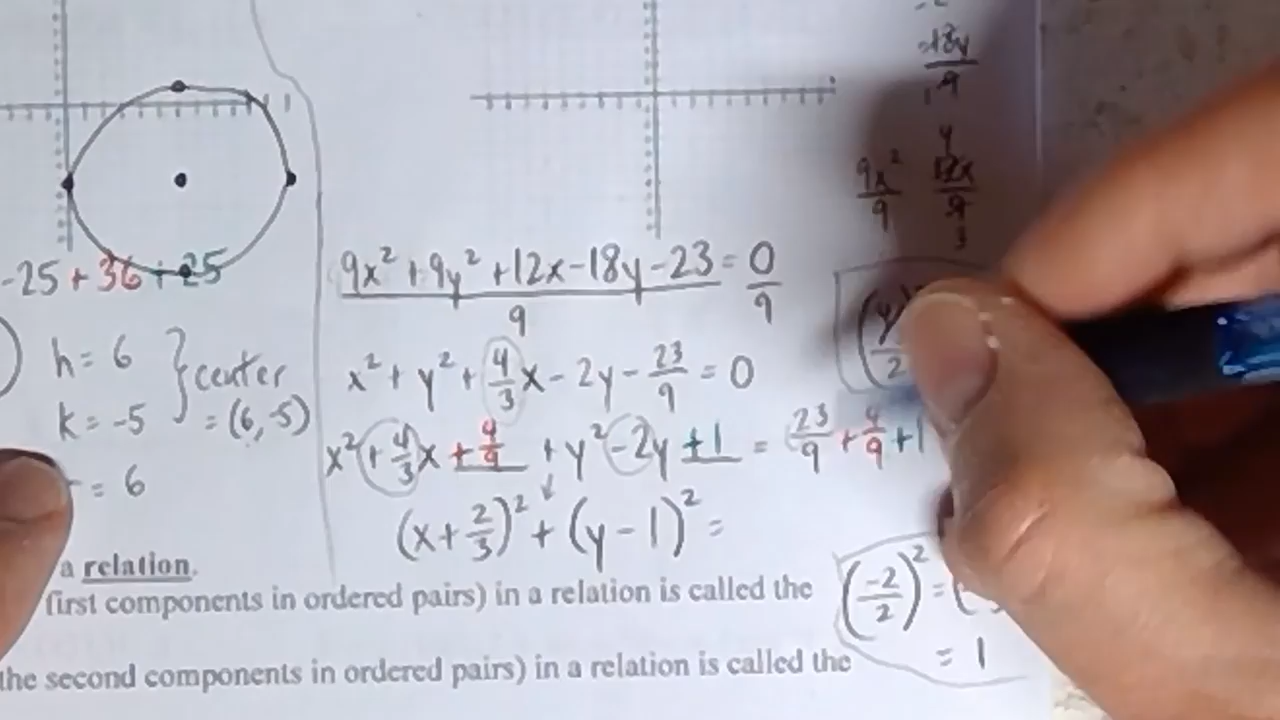 -25 + 36 + 25
h = 6
k = -5
center
= (6,-5)
= 6
9x² + 9y² + 12x - 18y - 23 = 0
9 9
x² + y² + 4/3 x - 2y - 23/9 = 0
x² + 4/3 x + 4/9 + y² - 2y + 1 = 23/9 + 4/9 + 1
(x + 2/3)² + (y - 1)² =
-18y
9
9x²/9 12x/9
4
3
(-2/2)² = (
= 1
a relation.
first components in ordered pairs) in a relation is called the
the second components in ordered pairs) in a relation is called the